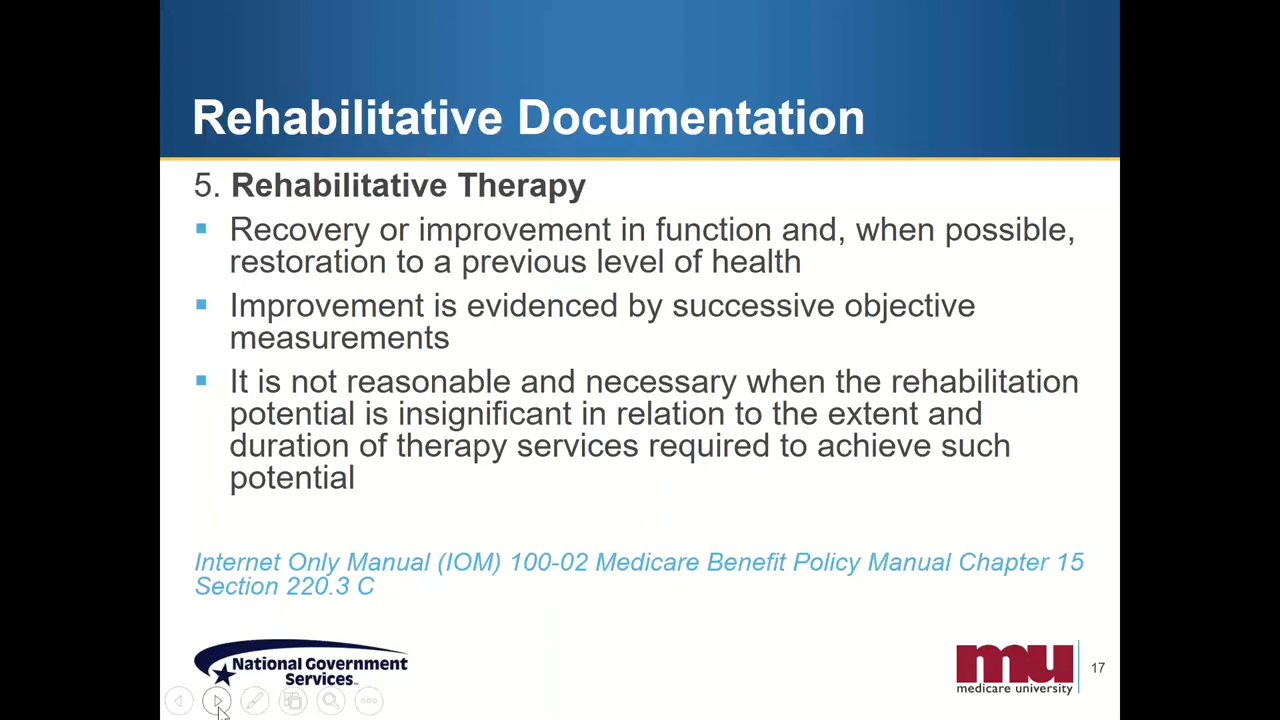 Rehabilitative Documentation
5. Rehabilitative Therapy
Recovery or improvement in function and, when possible,
restoration to a previous level of health
Improvement is evidenced by successive objective
measurements
It is not reasonable and necessary when the rehabilitation
potential is insignificant in relation to the extent and
duration of therapy services required to achieve such
potential
Internet Only Manual (IOM) 100-02 Medicare Benefit Policy Manual Chapter 15
Section 220.3 C
National Government
Services
mu
medicare university
17